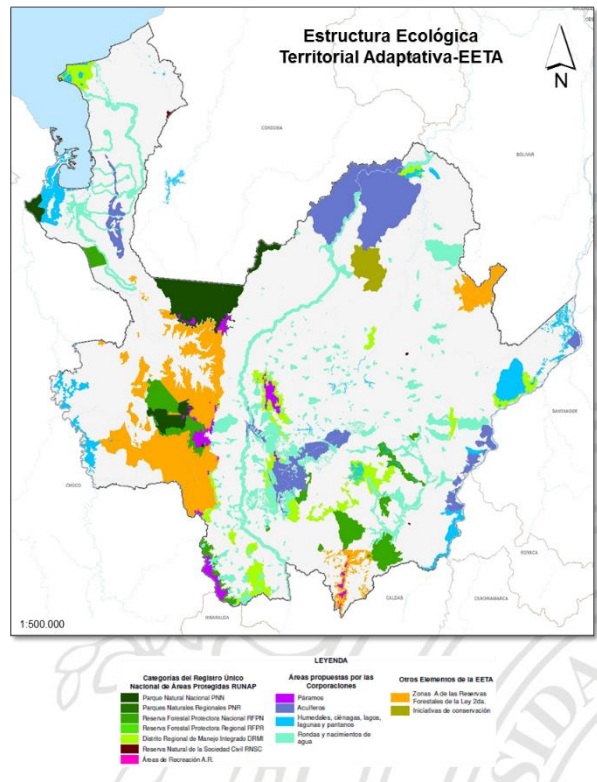 Estructura Ecológica
Territorial Adaptativa-EETA
N
CORDOBA
BOLIVAR
SANTANDER
CHOCO
BOYACA
RISARALDA
CALDAS
CUNDINAMARCA
1:500.000
LEYENDA
Categorías del Registro Único
Nacional de Áreas Protegidas RUNAP
Parque Natural Nacional PNN
Parques Naturales Regionales PNR
Reserva Forestal Protectora Nacional RFPN
Reserva Forestal Protectora Regional RFPR
Distrito Regional de Manejo Integrado DRMI
Reserva Natural de la Sociedad Civil RNSC
Áreas de Recreación A.R.
Áreas propuestas por las
Corporaciones
Páramos
Acuíferos
Humedales, ciénagas, lagos,
lagunas y pantanos
Rondas y nacimientos de
agua
Otros Elementos de la EETA
Zonas A de las Reservas
Forestales de la Ley 2da.
Iniciativas de conservación